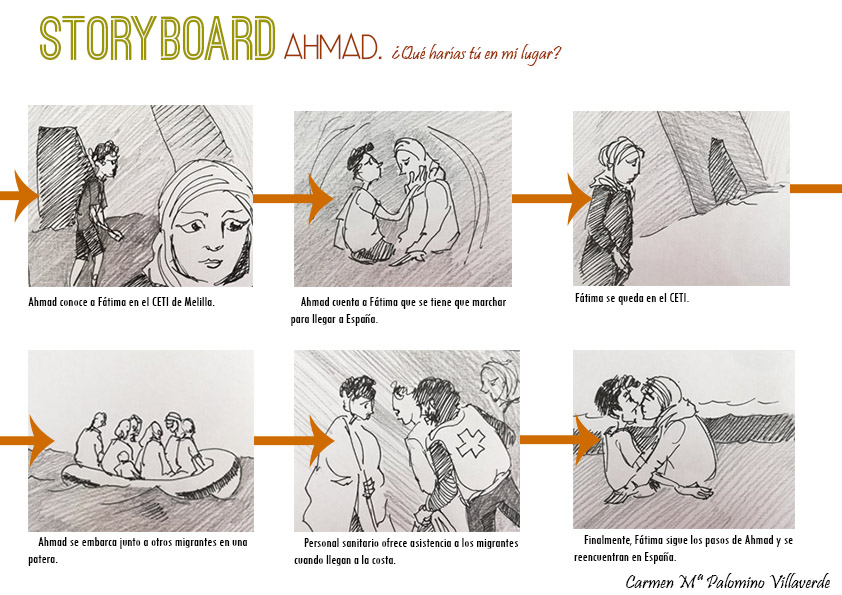 STORYBOARD AHMAD. ¿Qué harías tú en mi lugar?
Ahmad conoce a Fátima en el CETI de Melilla.
Ahmad cuenta a Fátima que se tiene que marchar
para llegar a España.
Fátima se queda en el CETI.
Ahmad se embarca junto a otros migrantes en una
patera.
Personal sanitario ofrece asistencia a los migrantes
cuando llegan a la costa.
Finalmente, Fátima sigue los pasos de Ahmad y se
reencuentran en España.
Carmen Mª Palomino Villaverde